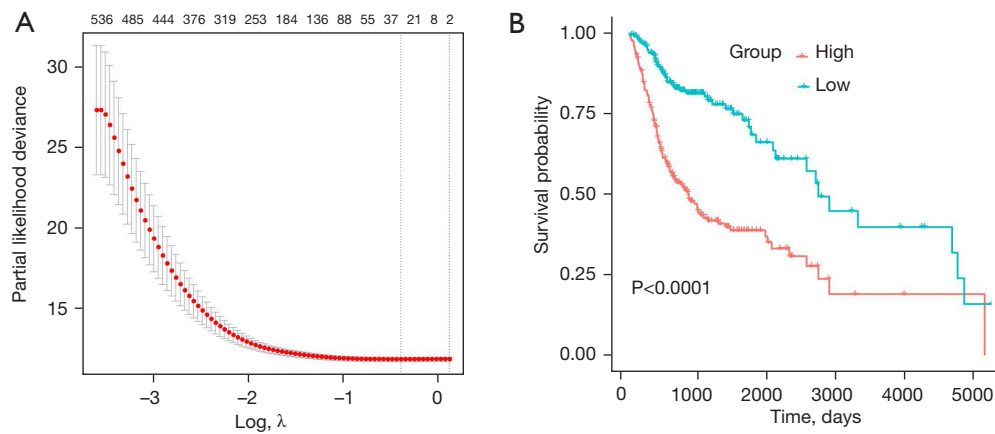 A
536 485 444 376 319 253 184 136 88 55 37 21 8 2
Partial likelihood deviance
30
25
20
15
−3 −2 −1 0
Log, λ
B
Survival probability
1.00
0.75
0.50
0.25
0.00
Group High
Low
P<0.0001
0 1000 2000 3000 4000 5000
Time, days